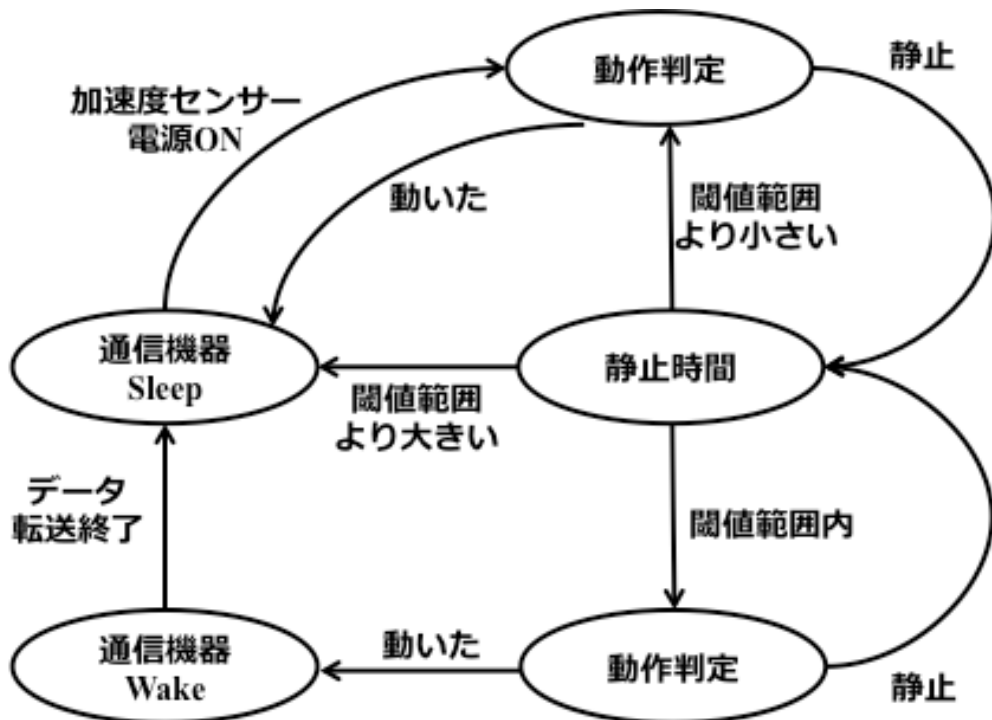 動作判定
静止
加速度センサー
電源ON
動いた
閾値範囲
より小さい
通信機器
Sleep
静止時間
閾値範囲
より大きい
データ
転送終了
閾値範囲内
通信機器
Wake
動いた
動作判定
静止